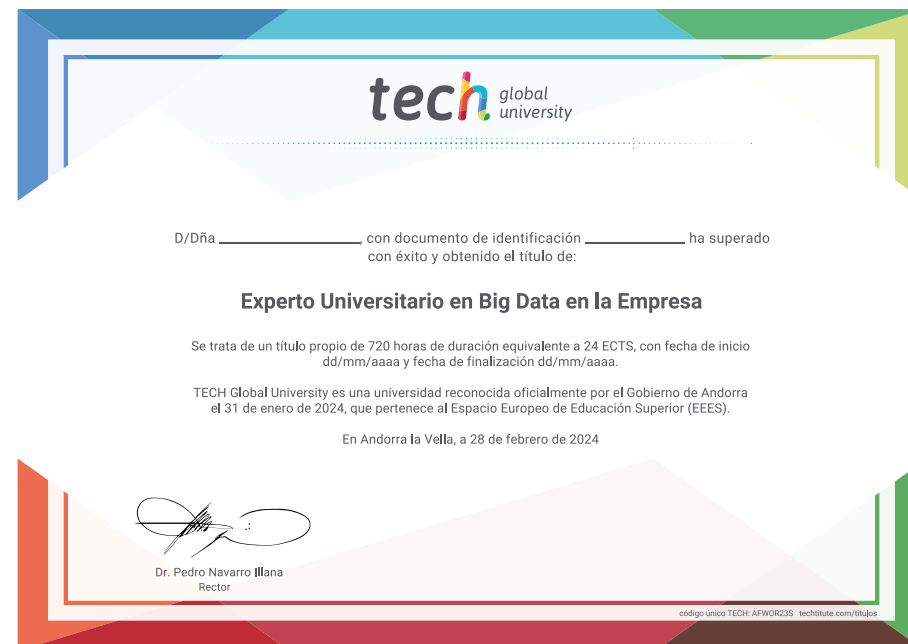 tech global university
D/Dña ____________________, con documento de identificación ______________ ha superado
con éxito y obtenido el título de:
Experto Universitario en Big Data en la Empresa
Se trata de un título propio de 720 horas de duración equivalente a 24 ECTS, con fecha de inicio
dd/mm/aaaa y fecha de finalización dd/mm/aaaa.
TECH Global University es una universidad reconocida oficialmente por el Gobierno de Andorra
el 31 de enero de 2024, que pertenece al Espacio Europeo de Educación Superior (EEES).
En Andorra la Vella, a 28 de febrero de 2024
Dr. Pedro Navarro Illana
Rector
código único TECH: AFWOR23S techtitute.com/titulos